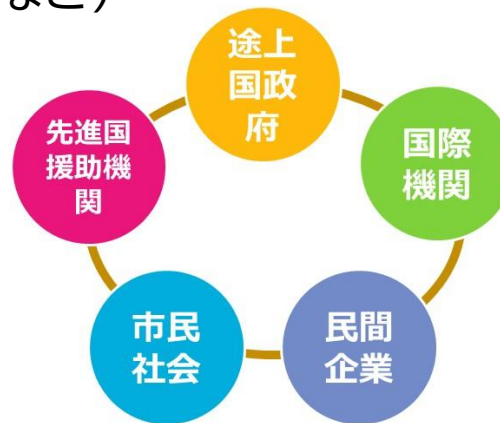 など）
途上
国政
府
先進国
援助機
関
国際
機関
市民
社会
民間
企業